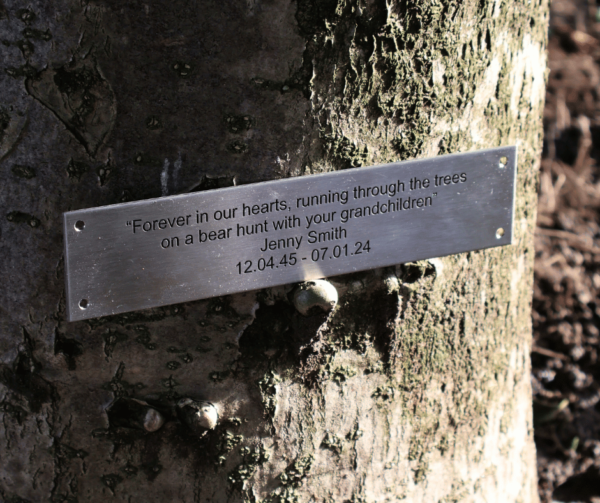 “Forever in our hearts, running through the trees
on a bear hunt with your grandchildren”
Jenny Smith
12.04.45 - 07.01.24